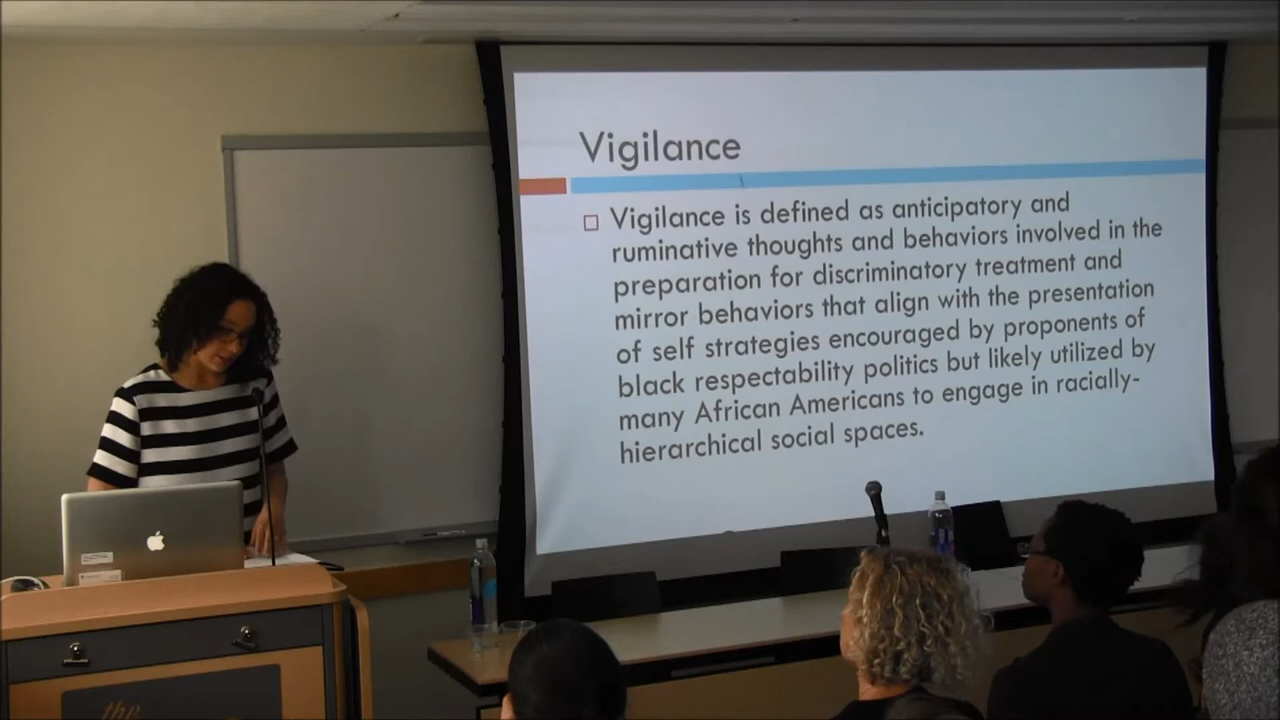 Vigilance
Vigilance is defined as anticipatory and
ruminative thoughts and behaviors involved in the
preparation for discriminatory treatment and
mirror behaviors that align with the presentation
of self strategies encouraged by proponents of
black respectability politics but likely utilized by
many African Americans to engage in racially-
hierarchical social spaces.
the